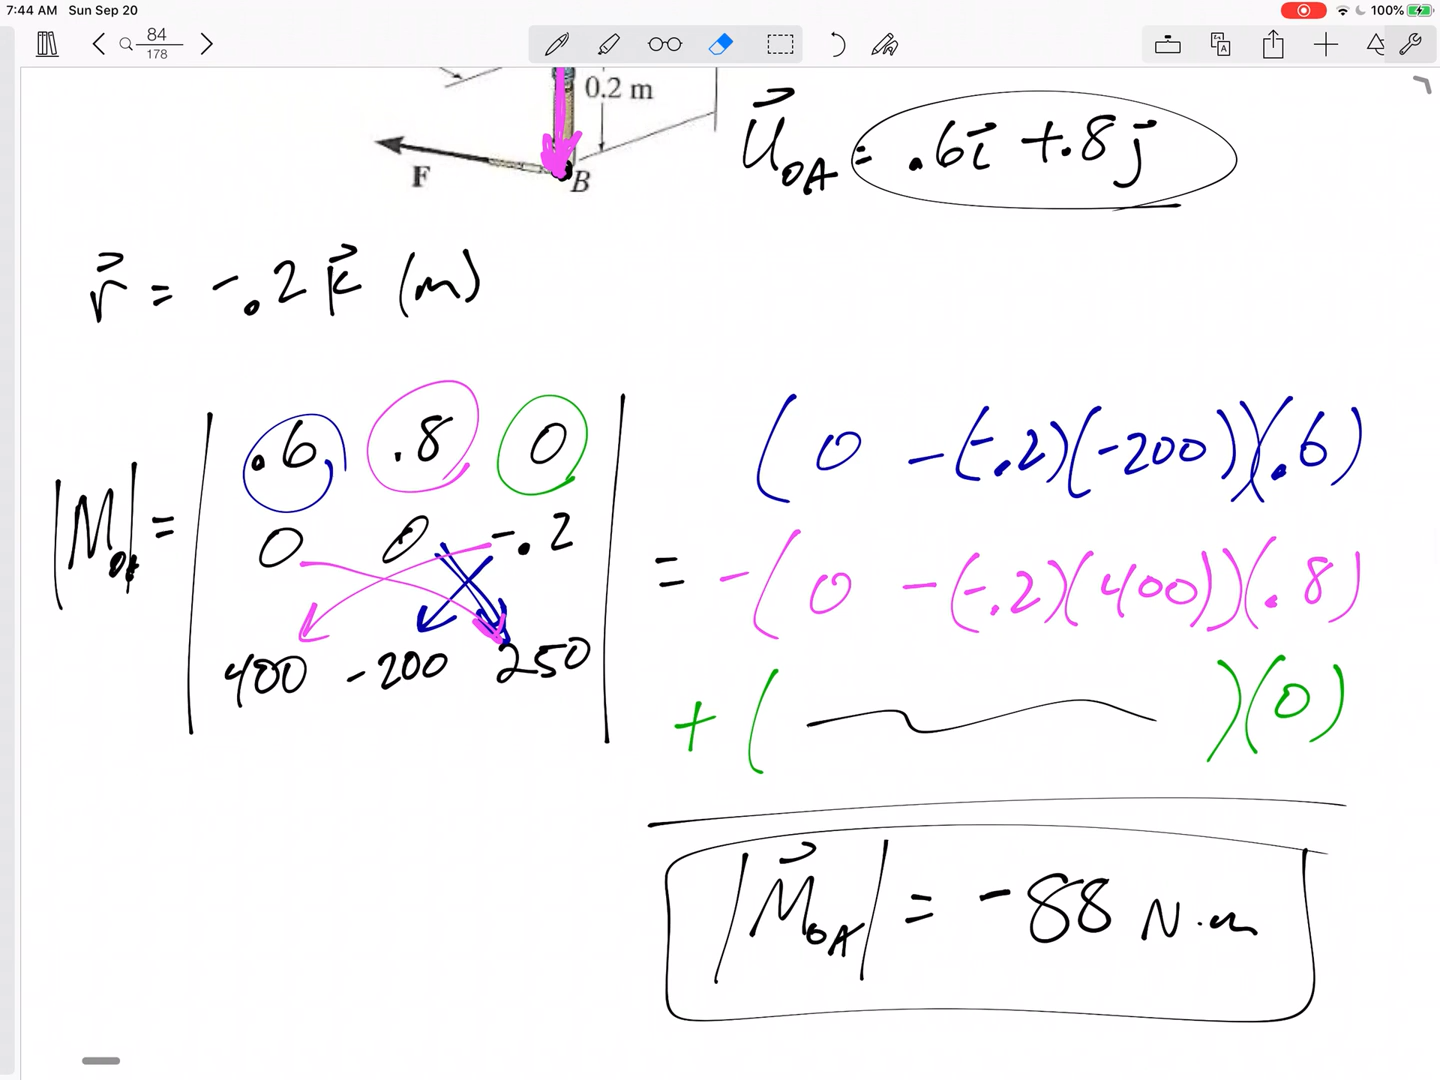 7:44 AM Sun Sep 20
100%
84
178
0.2 m
F
B
U⃗OA = .6i⃗ + .8j⃗
r⃗ = -.2 k⃗ (m)
|MOA| = | .6, .8 0 |
0 0 -.2
400 -200 250
( 0 - (-.2)(-200))(.6)
= -( 0 - (-.2)(400))(.8)
+ ( )(0)
|M⃗OA| = -88 N·m